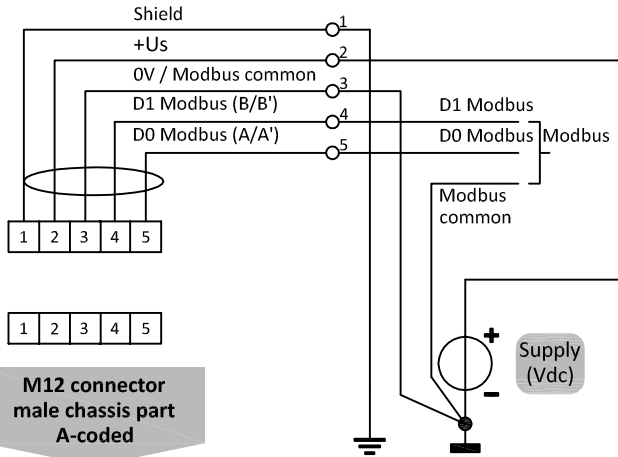 Shield
1
+Us
2
0V / Modbus common
3
D1 Modbus (B/B')
4
D1 Modbus
D0 Modbus (A/A')
5
D0 Modbus
Modbus
Modbus
common
1 2 3 4 5
1 2 3 4 5
+
Supply
(Vdc)
–
M12 connector
male chassis part
A-coded